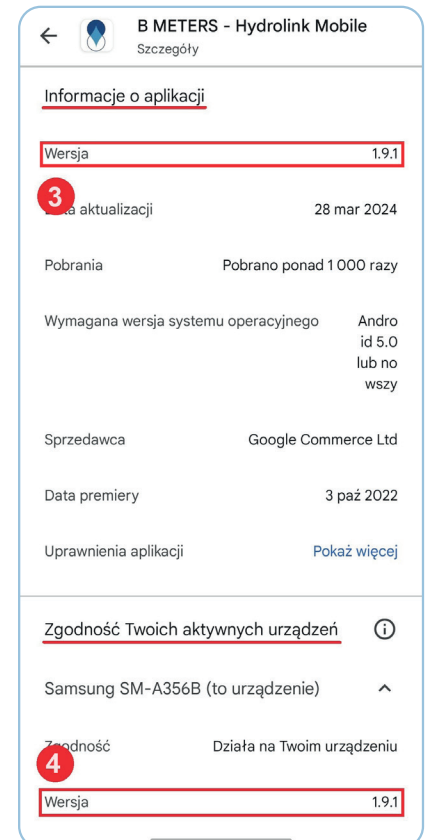 B METERS - Hydrolink Mobile
Szczegóły
Informacje o aplikacji
Wersja 1.9.1
3
aktualizacji 28 mar 2024
Pobrania Pobrano ponad 1 000 razy
Wymagana wersja systemu operacyjnego Andro
id 5.0
lub no
wszy
Sprzedawca Google Commerce Ltd
Data premiery 3 paź 2022
Uprawnienia aplikacji Pokaż więcej
Zgodność Twoich aktywnych urządzeń
Samsung SM-A356B (to urządzenie)
Zgodność Działa na Twoim urządzeniu
4
Wersja 1.9.1